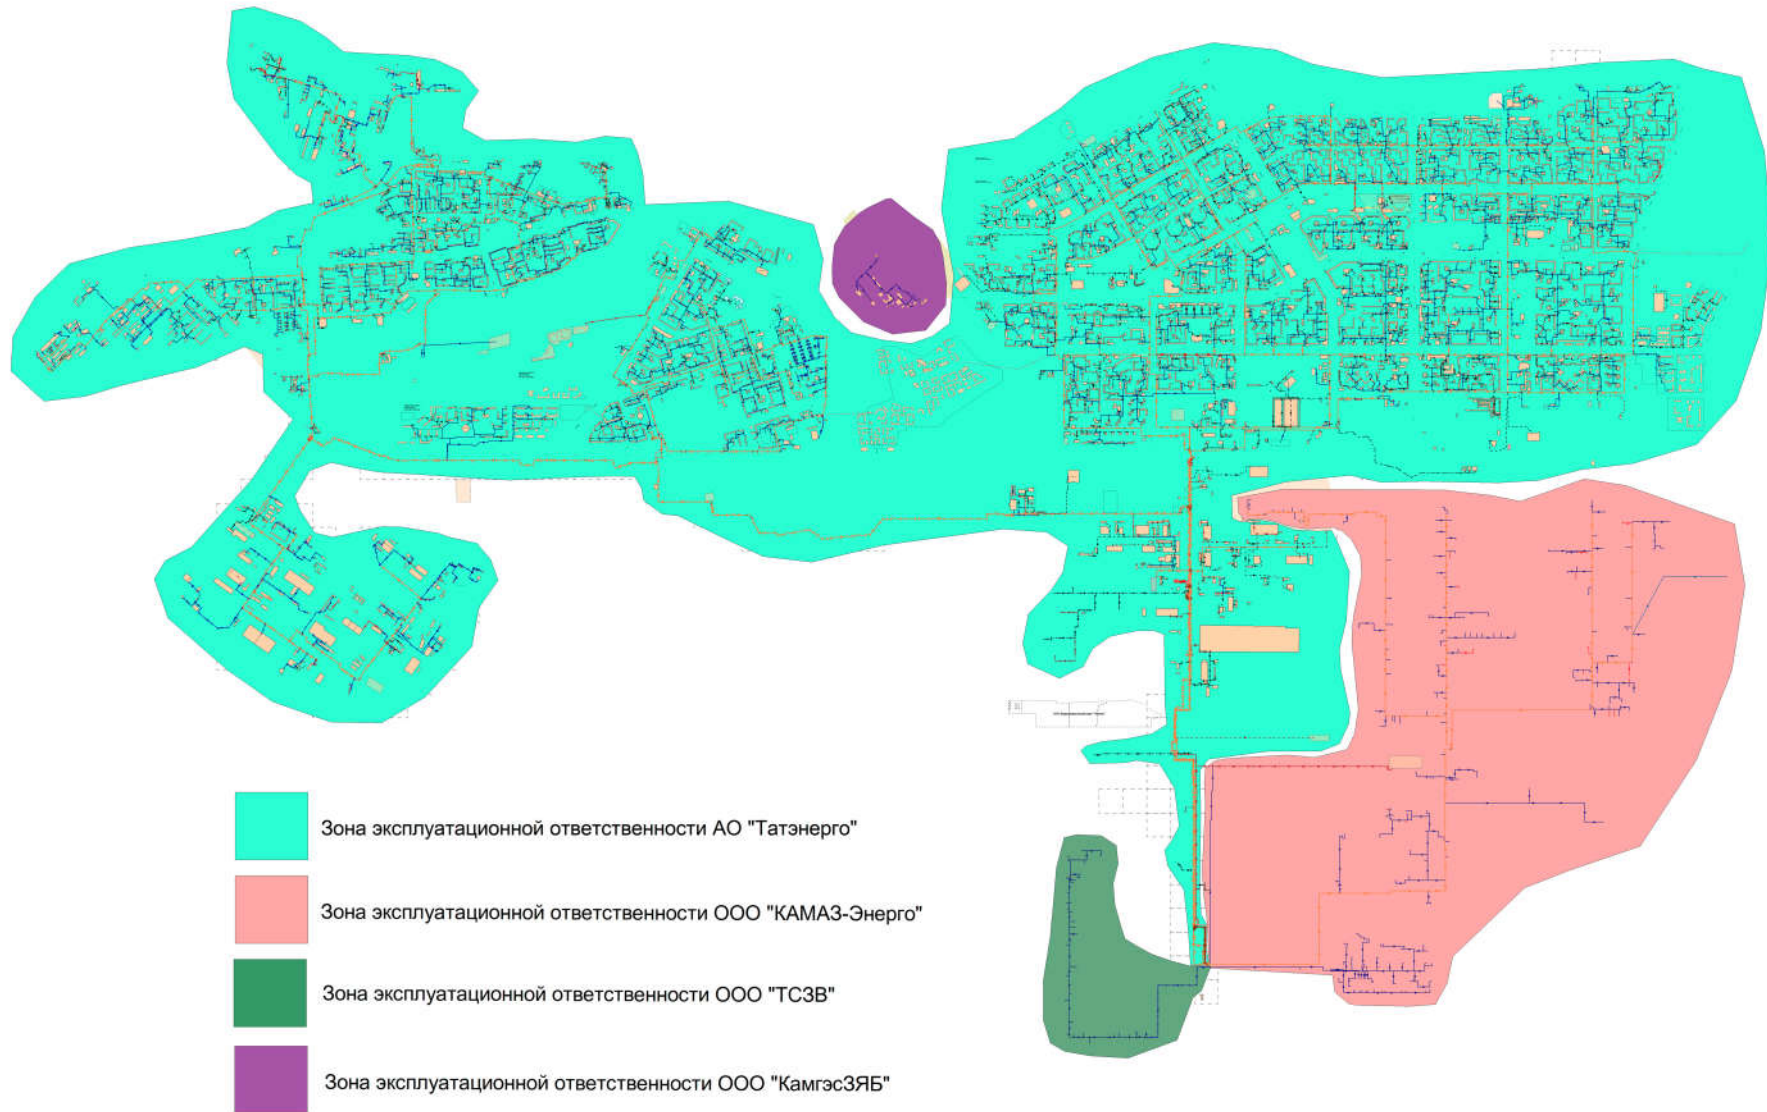 Зона эксплуатационной ответственности АО "Татэнерго"
Зона эксплуатационной ответственности ООО "КАМАЗ-Энерго"
Зона эксплуатационной ответственности ООО "ТСЗВ"
Зона эксплуатационной ответственности ООО "КамгэсЗЯБ"